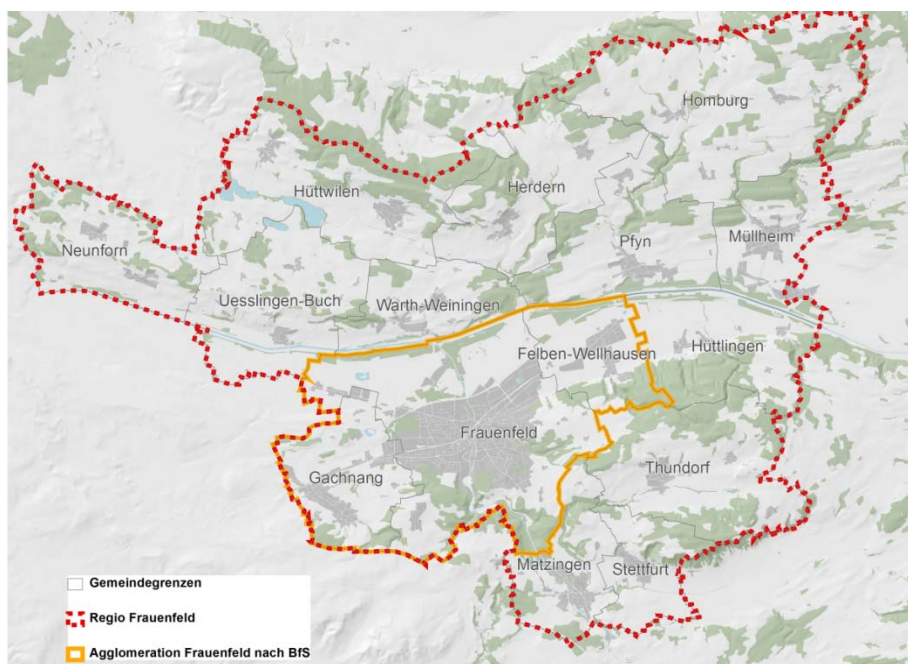 Homburg
Hüttwilen
Herdern
Neunforn
Pfyn
Müllheim
Uesslingen-Buch
Warth-Weiningen
Felben-Wellhausen
Hüttlingen
Frauenfeld
Gachnang
Thundorf
Matzingen
Stettfurt
Gemeindegrenzen
Regio Frauenfeld
Agglomeration Frauenfeld nach BfS